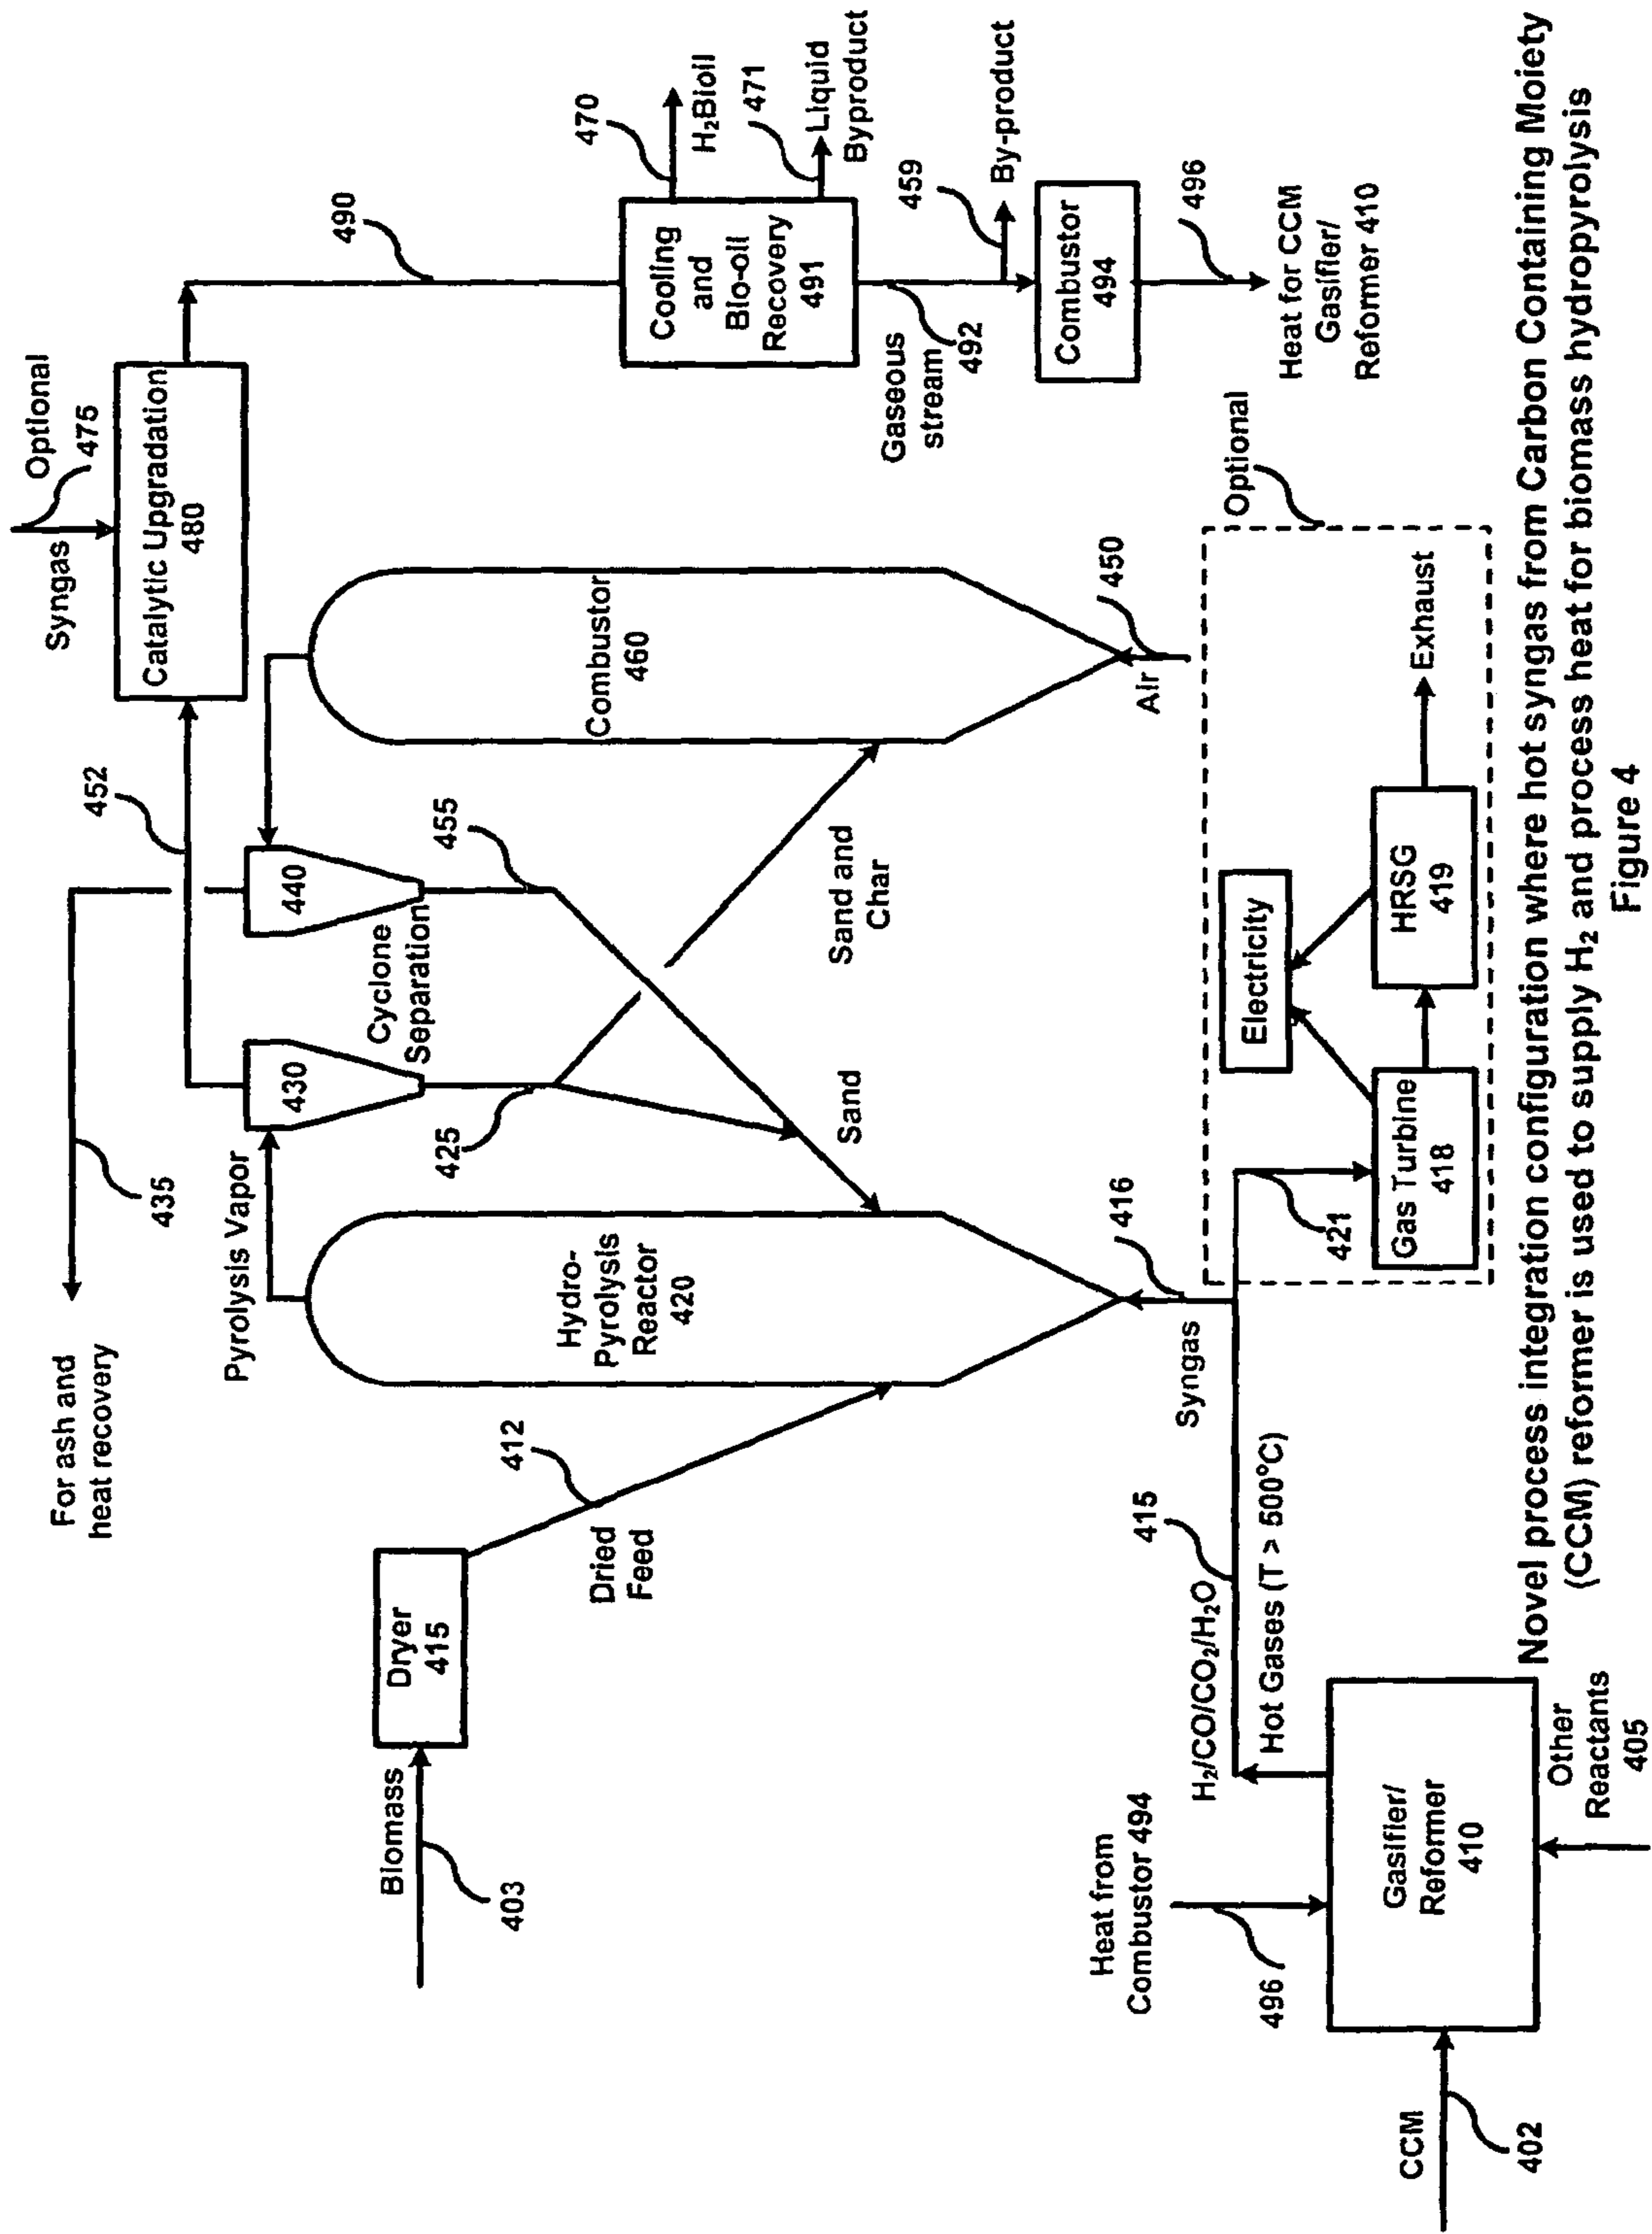 For ash and
heat recovery
435
452
Syngas
Optional
475
Catalytic Upgradation
480
490
Pyrolysis Vapor
430
440
Cyclone
Separation
425
455
Biomass
403
Dryer
415
412
Dried
Feed
Hydro-
Pyrolysis
Reactor
420
Sand
Sand and
Char
Combustor
460
Air
450
Cooling
and
Bio-oil
Recovery
491
470
H₂Bioil
471
Liquid
Byproduct
Gaseous
stream
492
459
By-product
Combustor
494
496
Heat for CCM
Gasifier/
Reformer 410
Heat from
Combustor 494
496
CCM
402
Gasifier/
Reformer
410
Other
Reactants
405
H₂/CO/CO₂/H₂O
415
Hot Gases (T > 500°C)
Syngas
416
421
Optional
Gas Turbine
418
Electricity
HRSG
419
Exhaust
Novel process integration configuration where hot syngas from Carbon Containing Moiety
(CCM) reformer is used to supply H₂ and process heat for biomass hydropyrolysis
Figure 4